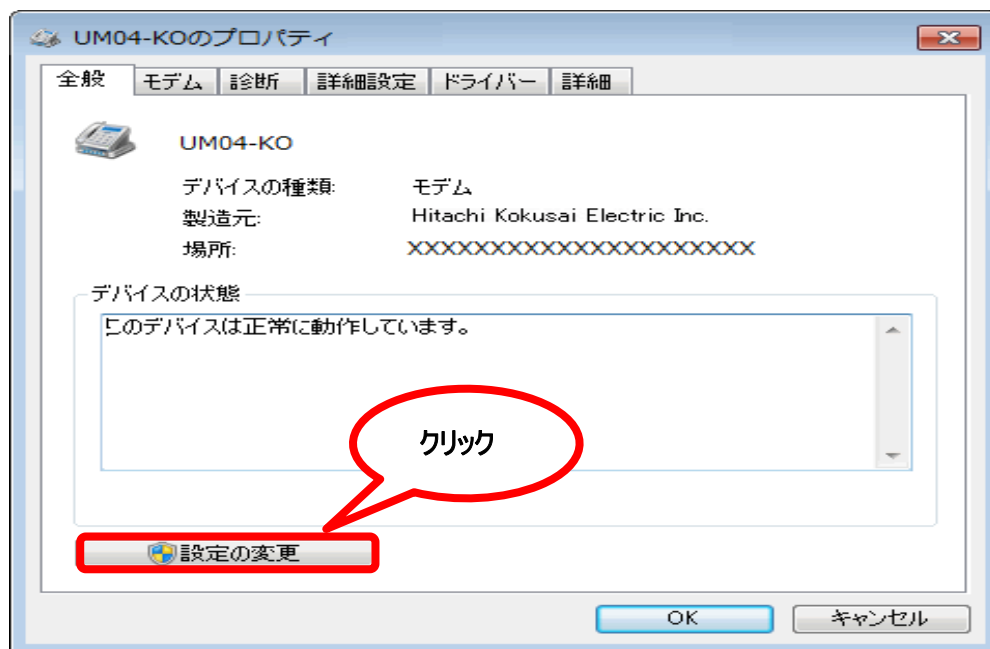 UM04-KOのプロパティ
全般 モデム 診断 詳細設定 ドライバー 詳細
UM04-KO
デバイスの種類: モデム
製造元: Hitachi Kokusai Electric Inc.
場所: XXXXXXXXXXXXXXXXXXXXX
デバイスの状態
このデバイスは正常に動作しています。
クリック
設定の変更
OK キャンセル